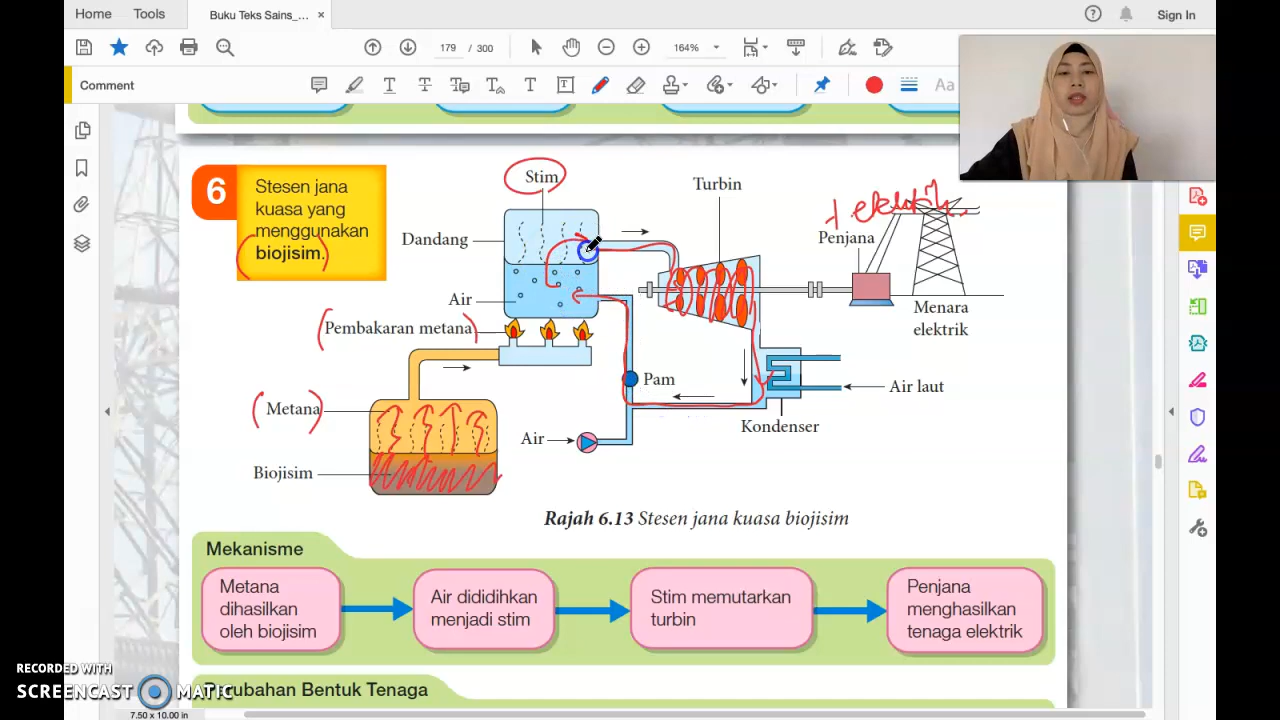 Home Tools Buku Teks Sains_... × Sign In
179 / 300 164%
Comment Aa
6
Stesen jana
kuasa yang
menggunakan
biojisim.
Stim
Turbin
+ elektrik
Dandang
Penjana
Air
Menara
elektrik
Pembakaran metana
Pam
Air laut
Metana
Kondenser
Air
Biojisim
Rajah 6.13 Stesen jana kuasa biojisim
Mekanisme
Metana
dihasilkan
oleh biojisim
Air dididihkan
menjadi stim
Stim memutarkan
turbin
Penjana
menghasilkan
tenaga elektrik
RECORDED WITH
SCREENCAST MATIC
Perubahan Bentuk Tenaga
7.50 x 10.00 in